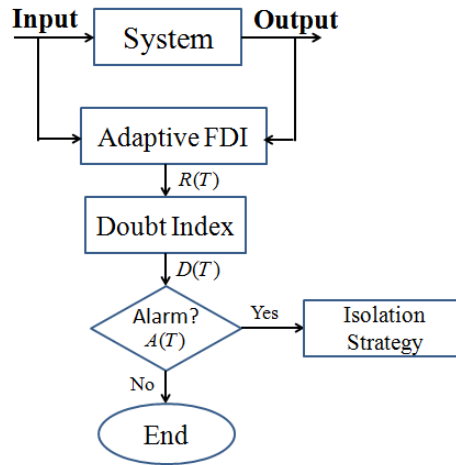 Input
Output
System
Adaptive FDI
R(T)
Doubt Index
D(T)
Alarm?
A(T)
Yes
Isolation
Strategy
No
End